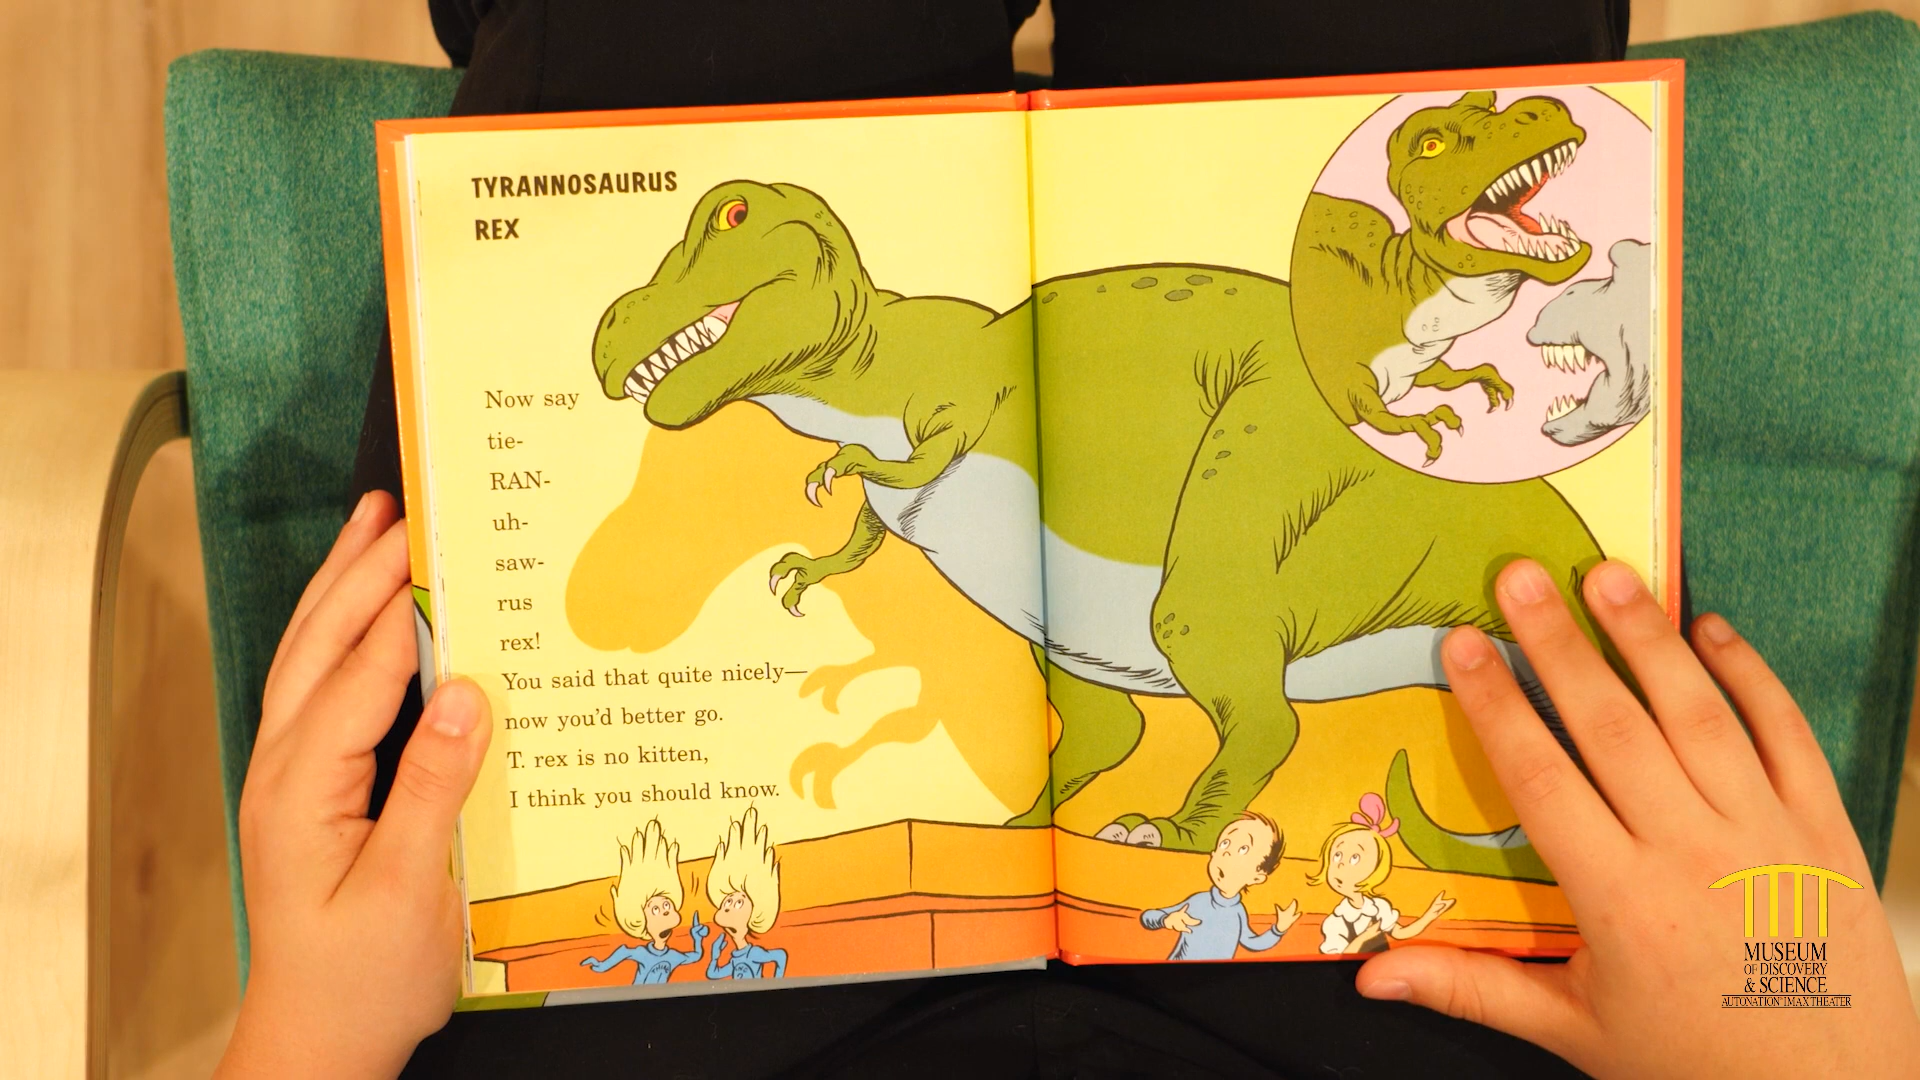 TYRANNOSAURUS
REX
Now say
tie-
RAN-
uh-
saw-
rus
rex!
You said that quite nicely—
now you'd better go.
T. rex is no kitten,
I think you should know.
MUSEUM
OF DISCOVERY
& SCIENCE
AUTONATION® IMAX THEATER